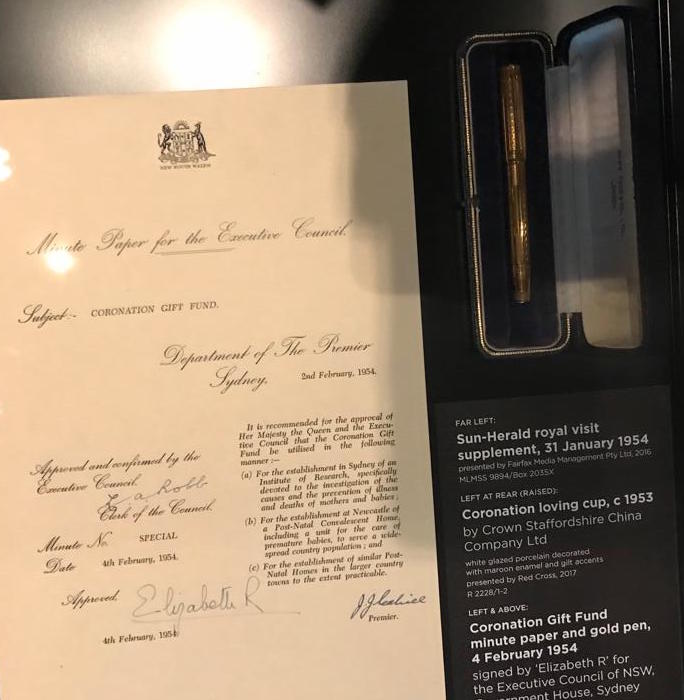 NEW SOUTH WALES
Minute Paper for the Executive Council.
Subject:- CORONATION GIFT FUND.
Department of The Premier
Sydney, 2nd February, 1954.
It is recommended for the approval of
Her Majesty the Queen and the Execu-
tive Council that the Coronation Gift
Fund be utilised in the following
manner:—
(a) For the establishment in Sydney of an
Institute of Research, specifically
devoted to the investigation of the
causes and the prevention of illness
and deaths of mothers and babies;
(b) For the establishment at Newcastle of
a Post-Natal Convalescent Home,
including a unit for the care of
premature babies, to serve a wide-
spread country population; and
(c) For the establishment of similar Post-
Natal Homes in the larger country
towns to the extent practicable.
Premier.
Approved and confirmed by the
Executive Council.
Robb
Clerk of the Council.
Minute No. SPECIAL
Date 4th February, 1954.
Approved,
Elizabeth R
4th February, 1954
FAR LEFT:
Sun-Herald royal visit
supplement, 31 January 1954
presented by Fairfax Media Management Pty Ltd, 2016
MLMSS 9894/Box 203SX
LEFT AT REAR (RAISED):
Coronation loving cup, c 1953
by Crown Staffordshire China
Company Ltd
white glazed porcelain decorated
with maroon enamel and gilt accents
presented by Red Cross, 2017
R 2228/1-2
LEFT & ABOVE:
Coronation Gift Fund
minute paper and gold pen,
4 February 1954
signed by 'Elizabeth R' for
the Executive Council of NSW,
ernment House, Sydney